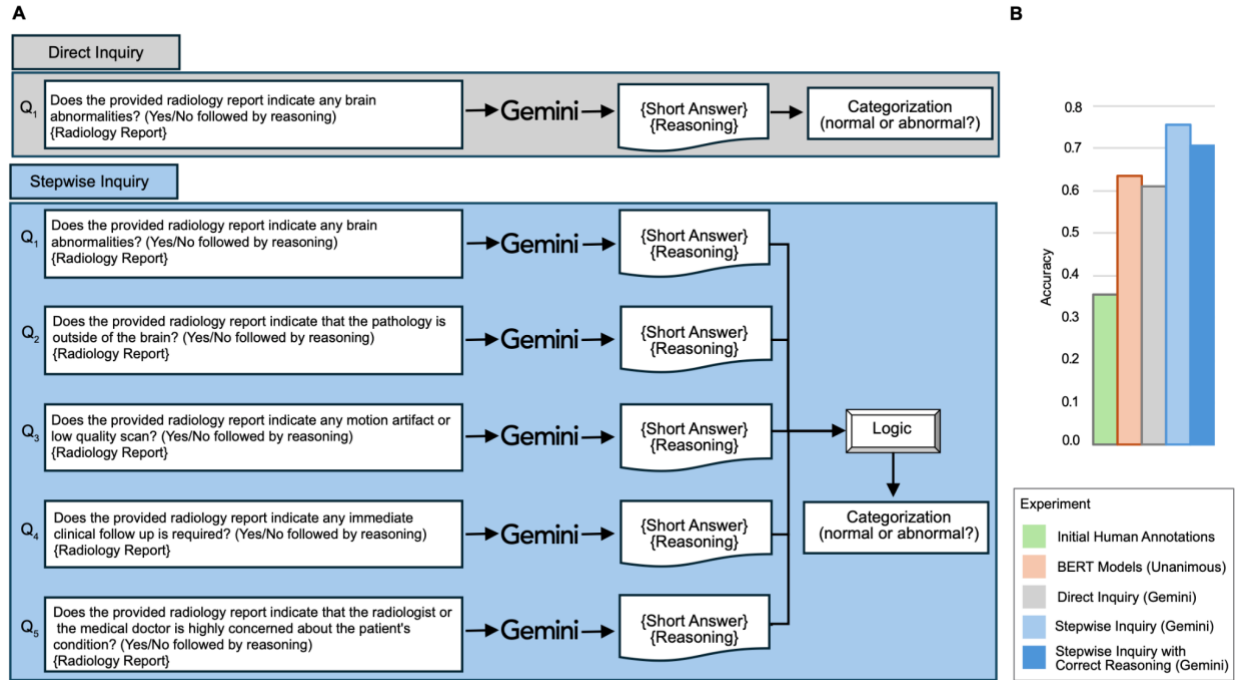 A
B
Direct Inquiry
Q1
Does the provided radiology report indicate any brain
abnormalities? (Yes/No followed by reasoning)
{Radiology Report}
Gemini
{Short Answer}
{Reasoning}
Categorization
(normal or abnormal?)
Stepwise Inquiry
Q1
Does the provided radiology report indicate any brain
abnormalities? (Yes/No followed by reasoning)
{Radiology Report}
Gemini
{Short Answer}
{Reasoning}
Q2
Does the provided radiology report indicate that the pathology is
outside of the brain? (Yes/No followed by reasoning)
{Radiology Report}
Gemini
{Short Answer}
{Reasoning}
Q3
Does the provided radiology report indicate any motion artifact or
low quality scan? (Yes/No followed by reasoning)
{Radiology Report}
Gemini
{Short Answer}
{Reasoning}
Q4
Does the provided radiology report indicate any immediate
clinical follow up is required? (Yes/No followed by reasoning)
{Radiology Report}
Gemini
{Short Answer}
{Reasoning}
Q5
Does the provided radiology report indicate that the radiologist or
the medical doctor is highly concerned about the patient's
condition? (Yes/No followed by reasoning)
{Radiology Report}
Gemini
{Short Answer}
{Reasoning}
Logic
Categorization
(normal or abnormal?)
Accuracy
0.8
0.7
0.6
0.5
0.4
0.3
0.2
0.1
0.0
Experiment
Initial Human Annotations
BERT Models (Unanimous)
Direct Inquiry (Gemini)
Stepwise Inquiry (Gemini)
Stepwise Inquiry with
Correct Reasoning (Gemini)